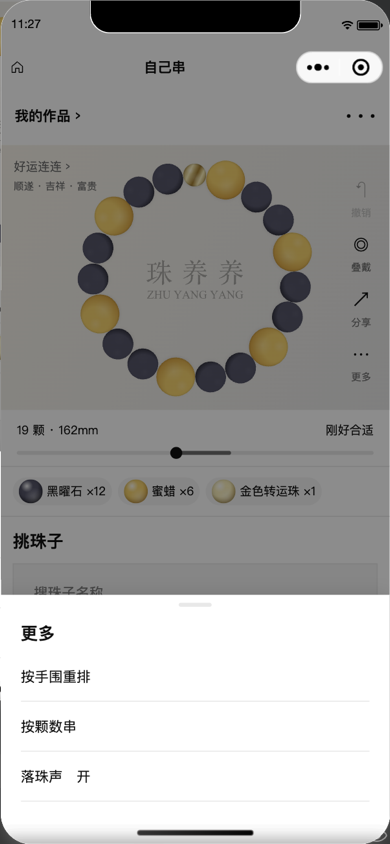 11:27
自己串
我的作品 >
好运连连 >
顺遂 · 吉祥 · 富贵
撤销
珠养养
ZHU YANG YANG
叠戴
分享
更多
19 颗 · 162mm
刚好合适
黑曜石 ×12
蜜蜡 ×6
金色转运珠 ×1
挑珠子
搜珠子名称
更多
按手围重排
按颗数串
落珠声 开